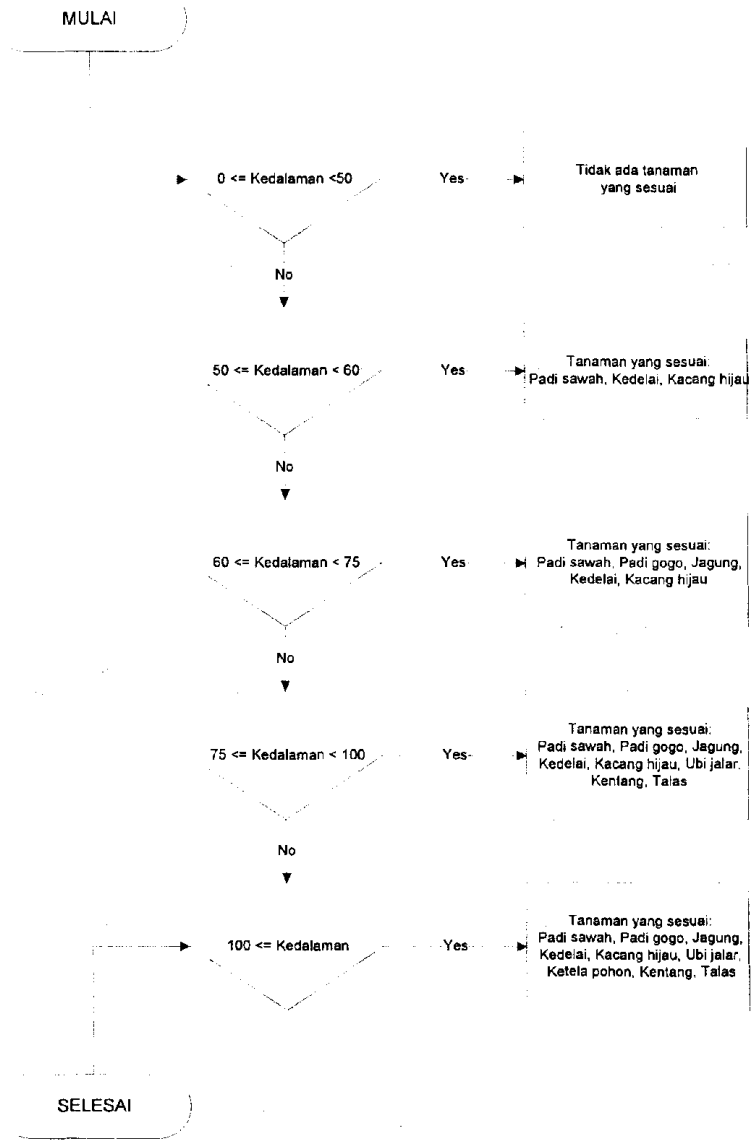 MULAI
0 <= Kedalaman <50
Yes
Tidak ada tanaman
yang sesuai
No
50 <= Kedalaman < 60
Yes
Tanaman yang sesuai:
Padi sawah, Kedelai, Kacang hijau
No
60 <= Kedalaman < 75
Yes
Tanaman yang sesuai:
Padi sawah, Padi gogo, Jagung,
Kedelai, Kacang hijau
No
75 <= Kedalaman < 100
Yes
Tanaman yang sesuai:
Padi sawah, Padi gogo, Jagung,
Kedelai, Kacang hijau, Ubi jalar,
Kentang, Talas
No
100 <= Kedalaman
Yes
Tanaman yang sesuai:
Padi sawah, Padi gogo, Jagung,
Kedelai, Kacang hijau, Ubi jalar,
Ketela pohon, Kentang, Talas
SELESAI